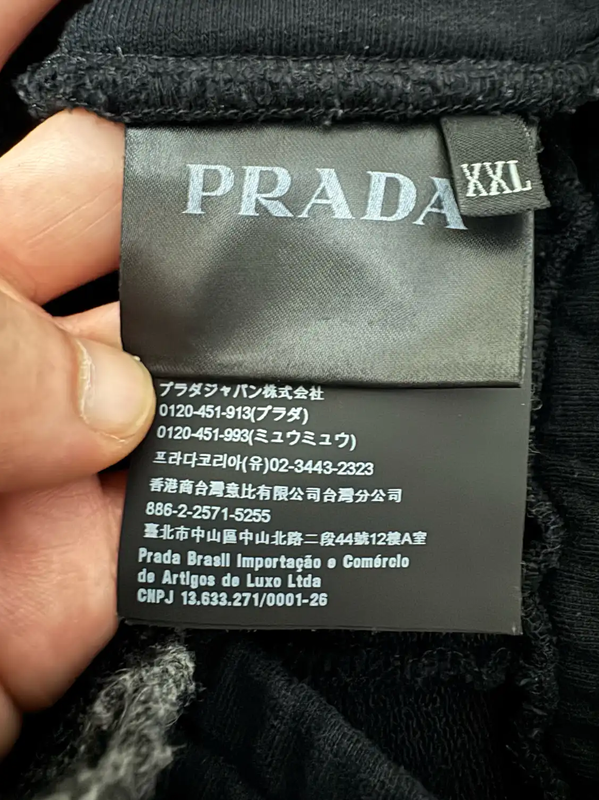 PRADA
XXL
プラダジャパン株式会社
0120-451-913(プラダ)
0120-451-993(ミュウミュウ)
프라다코리아(유)02-3443-2323
香港商台灣意比有限公司台灣分公司
886-2-2571-5255
臺北市中山區中山北路二段44號12樓A室
Prada Brasil Importação e Comércio
de Artigos de Luxo Ltda
CNPJ 13.633.271/0001-26